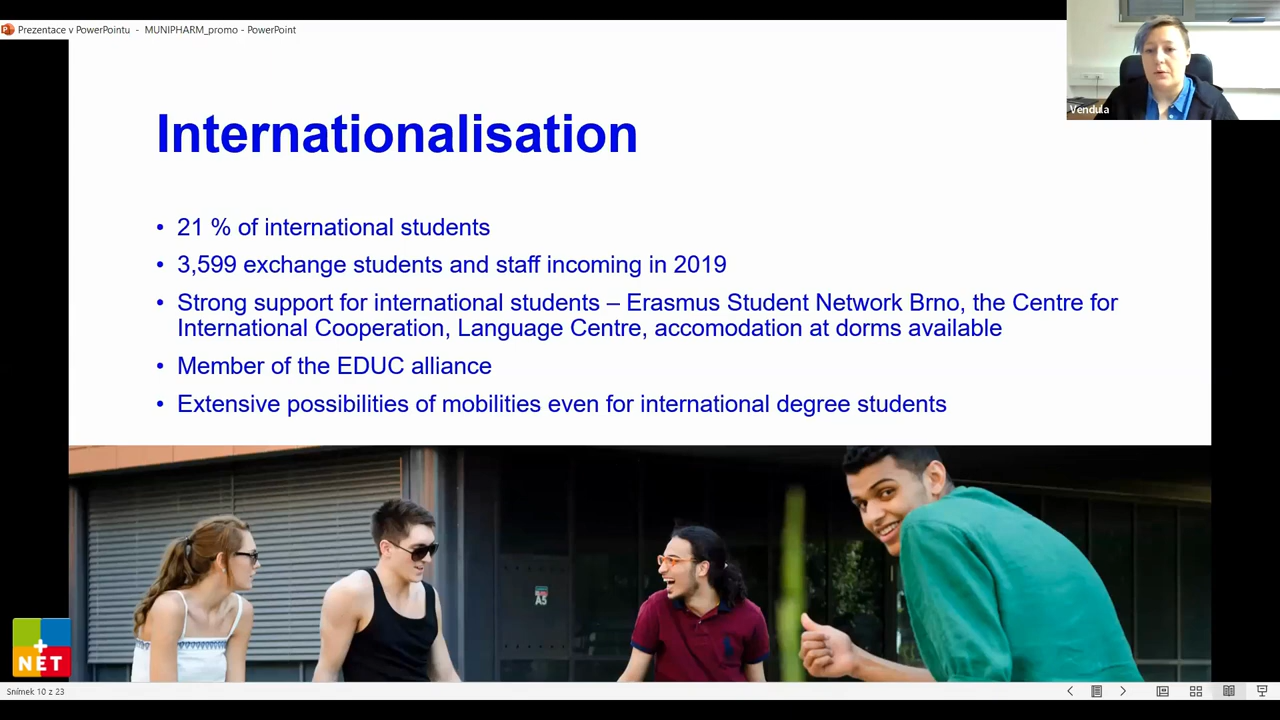 Prezentace v PowerPointu - MUNIPHARM_promo - PowerPoint
Vendula
Internationalisation
• 21 % of international students
• 3,599 exchange students and staff incoming in 2019
• Strong support for international students – Erasmus Student Network Brno, the Centre for
International Cooperation, Language Centre, accomodation at dorms available
• Member of the EDUC alliance
• Extensive possibilities of mobilities even for international degree students
A5
+
NET
Snímek 10 z 23